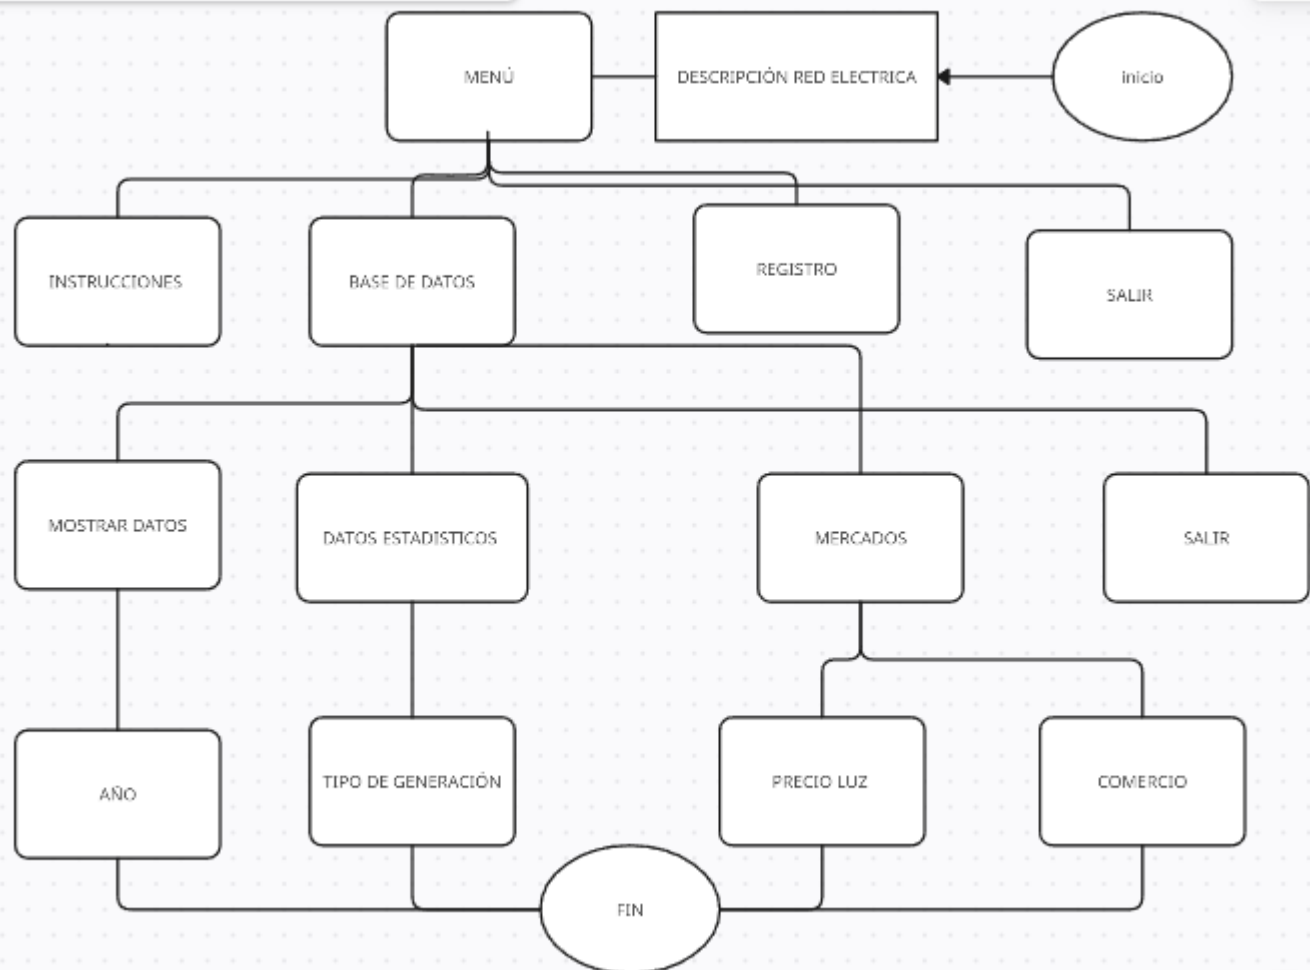 MENÚ
DESCRIPCIÓN RED ELECTRICA
inicio
INSTRUCCIONES
BASE DE DATOS
REGISTRO
SALIR
MOSTRAR DATOS
DATOS ESTADISTICOS
MERCADOS
SALIR
AÑO
TIPO DE GENERACIÓN
PRECIO LUZ
COMERCIO
FIN